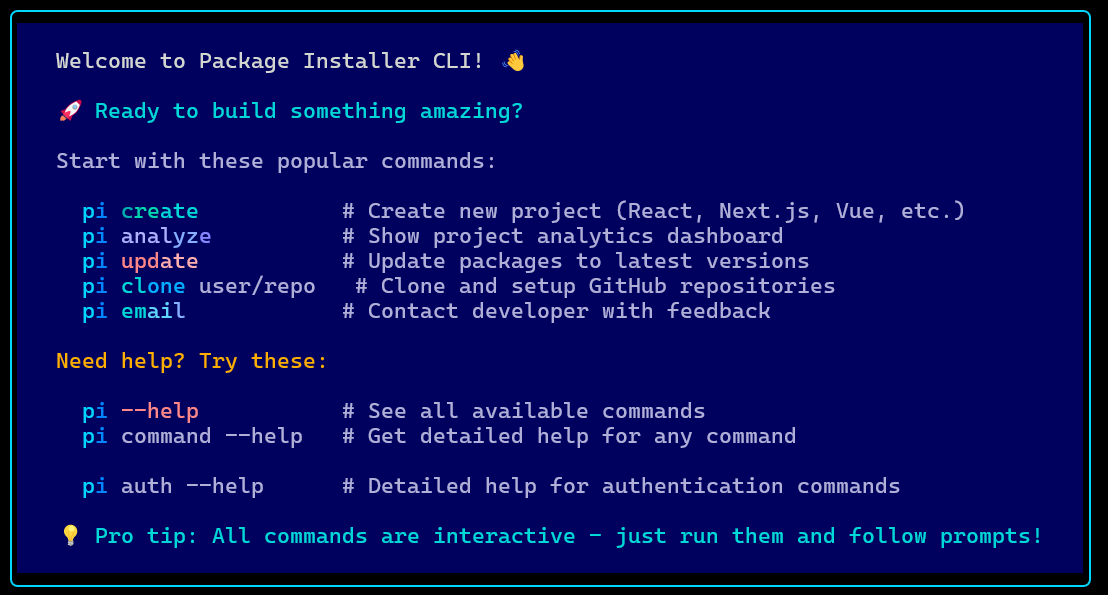 Welcome to Package Installer CLI! 👋
🚀 Ready to build something amazing?
Start with these popular commands:
pi create # Create new project (React, Next.js, Vue, etc.)
pi analyze # Show project analytics dashboard
pi update # Update packages to latest versions
pi clone user/repo # Clone and setup GitHub repositories
pi email # Contact developer with feedback
Need help? Try these:
pi --help # See all available commands
pi command --help # Get detailed help for any command
pi auth --help # Detailed help for authentication commands
💡 Pro tip: All commands are interactive - just run them and follow prompts!